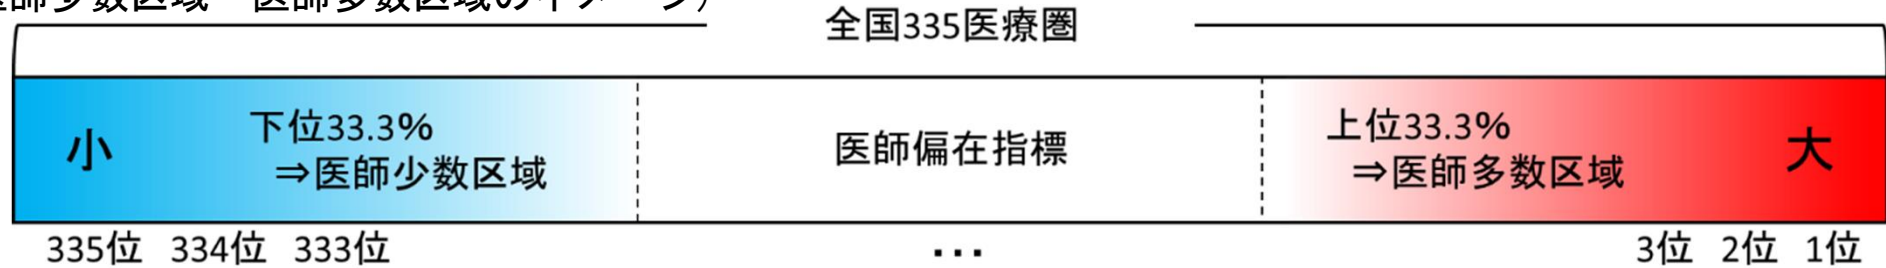 全国335医療圏
小
下位33.3%
⇒医師少数区域
医師偏在指標
上位33.3%
⇒医師多数区域
大
335位 334位 333位 … 3位 2位 1位